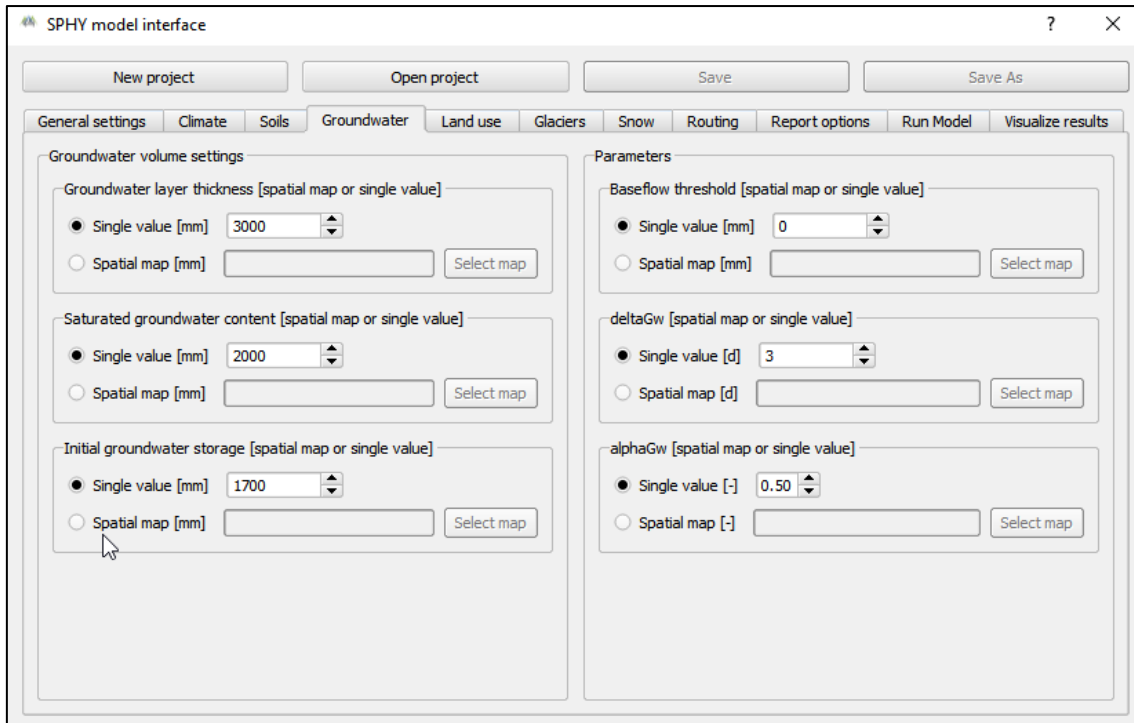 SPHY model interface ?
New project Open project Save Save As
General settings Climate Soils Groundwater Land use Glaciers Snow Routing Report options Run Model Visualize results
Groundwater volume settings
Groundwater layer thickness [spatial map or single value]
Single value [mm] 3000
Spatial map [mm] Select map
Saturated groundwater content [spatial map or single value]
Single value [mm] 2000
Spatial map [mm] Select map
Initial groundwater storage [spatial map or single value]
Single value [mm] 1700
Spatial map [mm] Select map
Parameters
Baseflow threshold [spatial map or single value]
Single value [mm] 0
Spatial map [mm] Select map
deltaGw [spatial map or single value]
Single value [d] 3
Spatial map [d] Select map
alphaGw [spatial map or single value]
Single value [-] 0.50
Spatial map [-] Select map